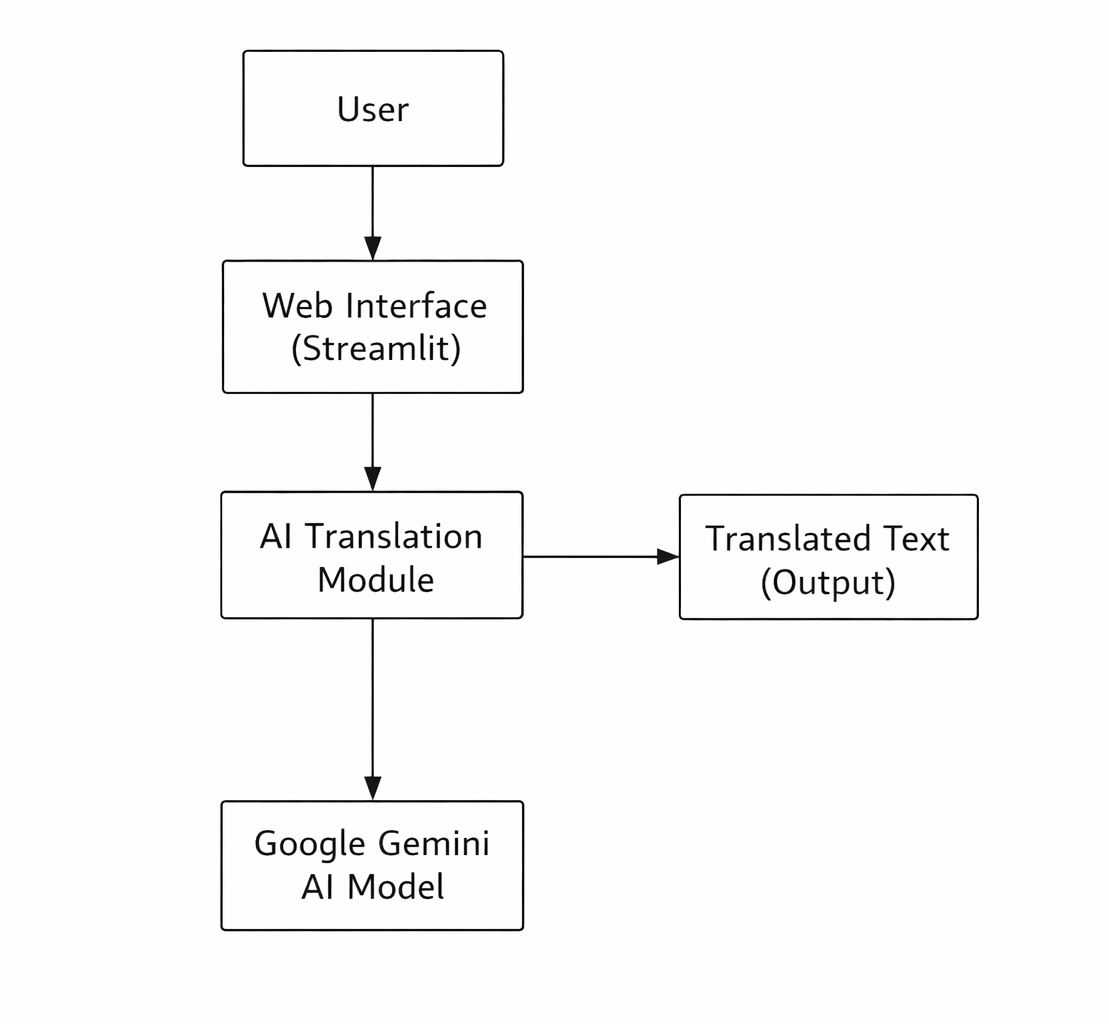 User
Web Interface
(Streamlit)
AI Translation
Module
Translated Text
(Output)
Google Gemini
AI Model